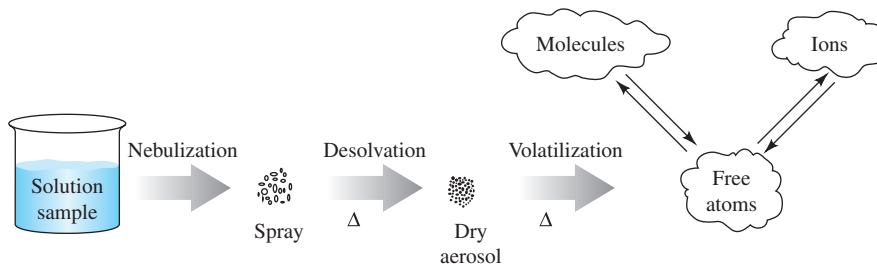 Molecules
Ions
Nebulization
Desolvation
Volatilization
Solution
sample
Free
atoms
Δ
Δ
Spray
Dry
aerosol